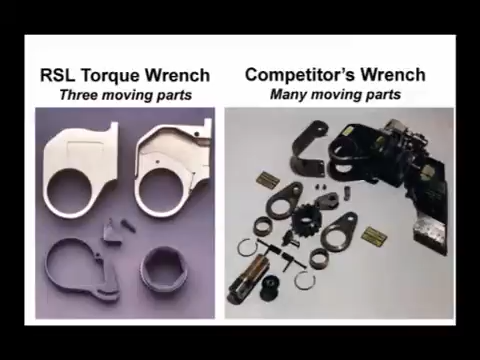 RSL Torque Wrench
Three moving parts
Competitor's Wrench
Many moving parts